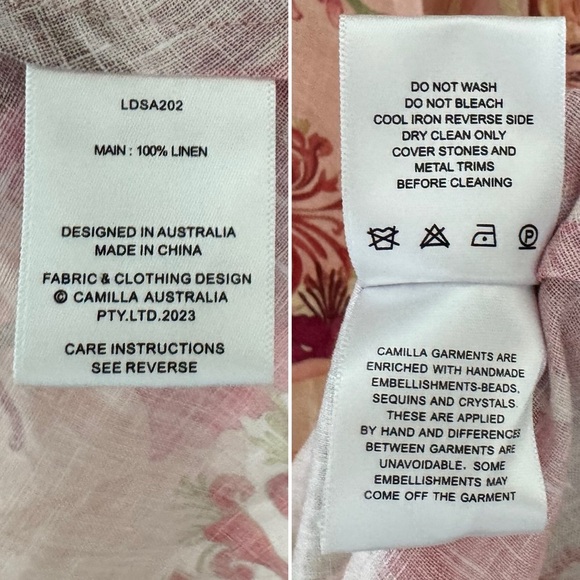 LDSA202
MAIN : 100% LINEN
DESIGNED IN AUSTRALIA
MADE IN CHINA
FABRIC & CLOTHING DESIGN
© CAMILLA AUSTRALIA
PTY.LTD.2023
CARE INSTRUCTIONS
SEE REVERSE
DO NOT WASH
DO NOT BLEACH
COOL IRON REVERSE SIDE
DRY CLEAN ONLY
COVER STONES AND
METAL TRIMS
BEFORE CLEANING
P
CAMILLA GARMENTS ARE
ENRICHED WITH HANDMADE
EMBELLISHMENTS-BEADS,
SEQUINS AND CRYSTALS.
THESE ARE APPLIED
BY HAND AND DIFFERENCES
BETWEEN GARMENTS ARE
UNAVOIDABLE. SOME
EMBELLISHMENTS MAY
COME OFF THE GARMENT